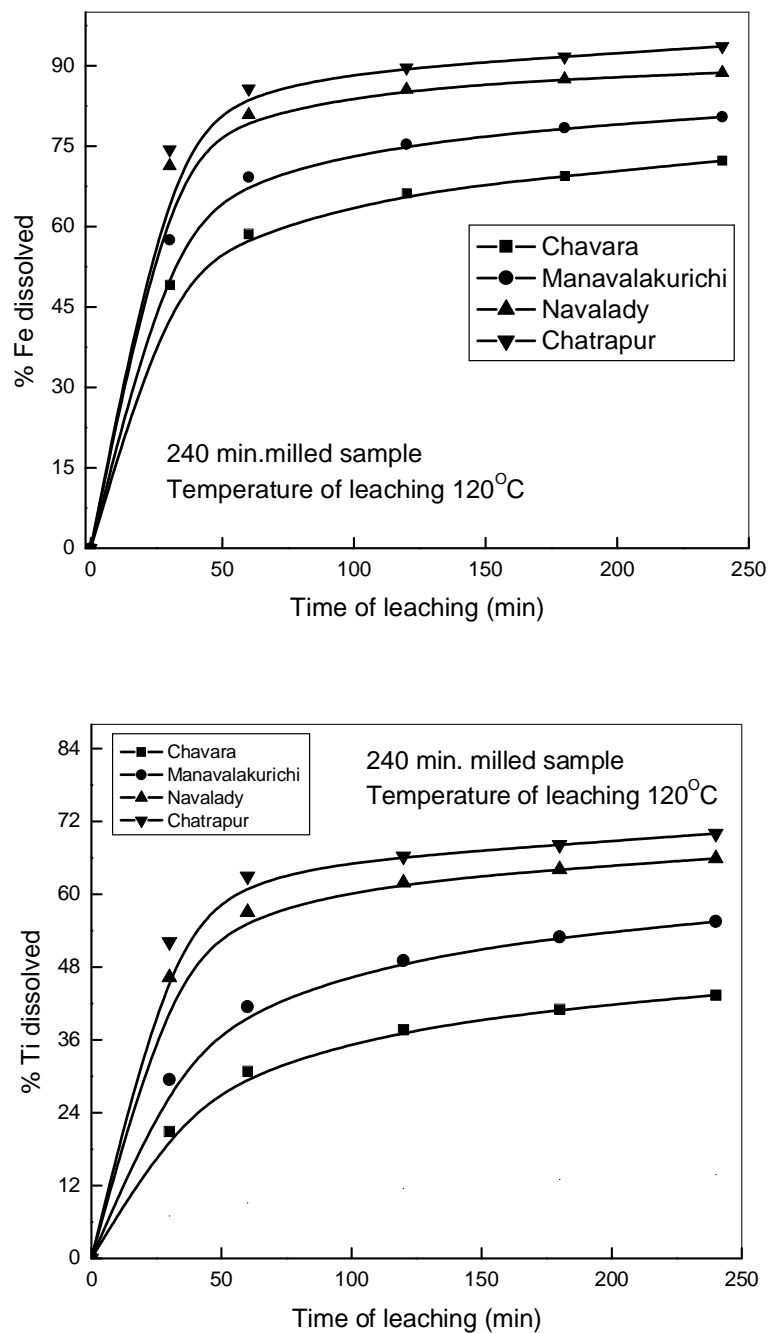 90
75
60
45
30
15
0
% Fe dissolved
Chavara
Manavalakurichi
Navalady
Chatrapur
240 min.milled sample
Temperature of leaching 120OC
0 50 100 150 200 250
Time of leaching (min)
84
72
60
48
36
24
12
0
% Ti dissolved
Chavara
Manavalakurichi
Navalady
Chatrapur
240 min. milled sample
Temperature of leaching 120OC
0 50 100 150 200 250
Time of leaching (min)